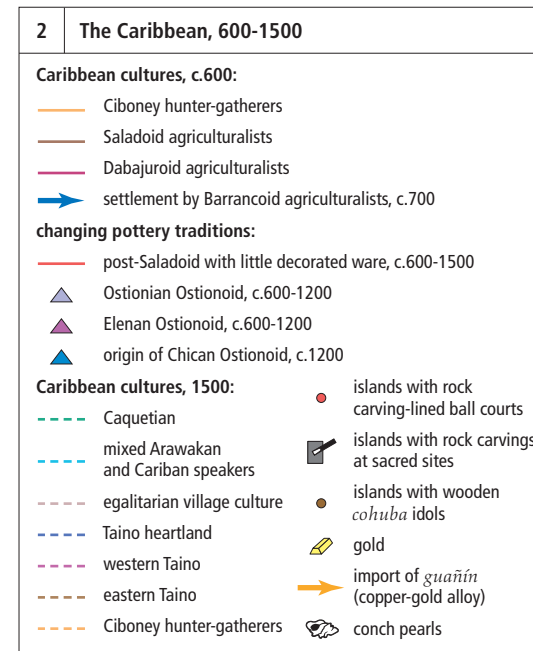 2 The Caribbean, 600-1500
Caribbean cultures, c.600:
Ciboney hunter-gatherers
Saladoid agriculturalists
Dabajuroid agriculturalists
settlement by Barrancoid agriculturalists, c.700
changing pottery traditions:
post-Saladoid with little decorated ware, c.600-1500
Ostionian Ostionoid, c.600-1200
Elenan Ostionoid, c.600-1200
origin of Chican Ostionoid, c.1200
Caribbean cultures, 1500:
Caquetian
mixed Arawakan
and Cariban speakers
egalitarian village culture
Taino heartland
western Taino
eastern Taino
Ciboney hunter-gatherers
islands with rock
carving-lined ball courts
islands with rock carvings
at sacred sites
islands with wooden
cohuba idols
gold
import of guañín
(copper-gold alloy)
conch pearls